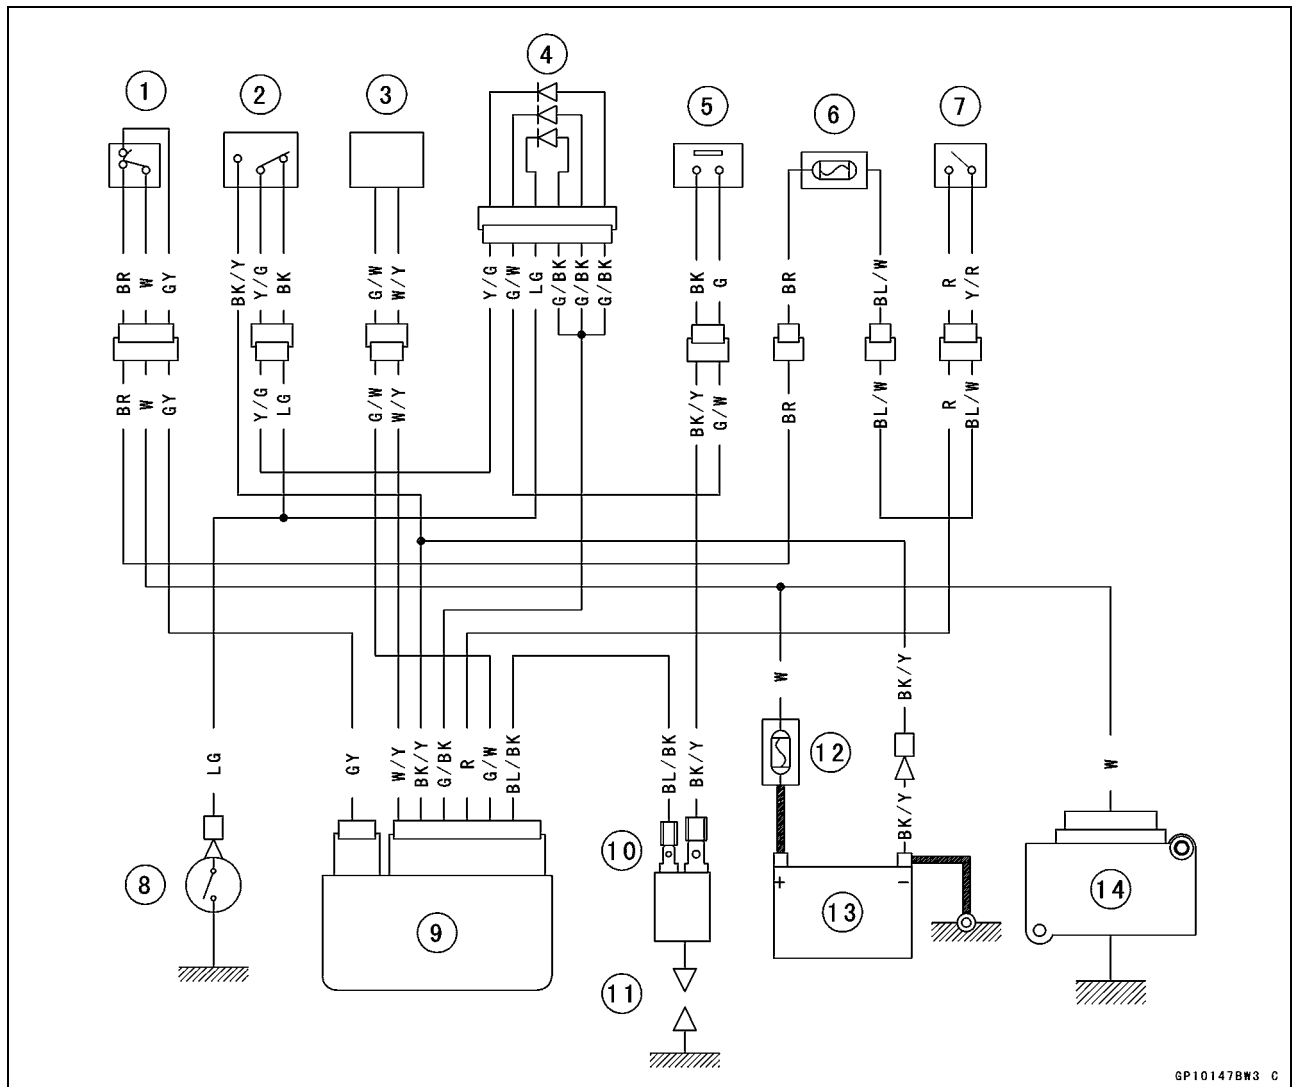 1 2 3 4 5 6 7
BR W GY BK/Y Y/G BK G/W W/Y Y/G G/W LG G/BK G/BK G/BK BK G BR BL/W R Y/R
BR W GY Y/G LG G/W W/Y BK/Y G/W BR BL/W R BL/W
W BK/Y
LG GY W/Y BK/Y G/BK R G/W BL/BK BL/BK BK/Y 12 BK/Y W
8 9 10 + 13 - 14
11
GP10147BW3 C